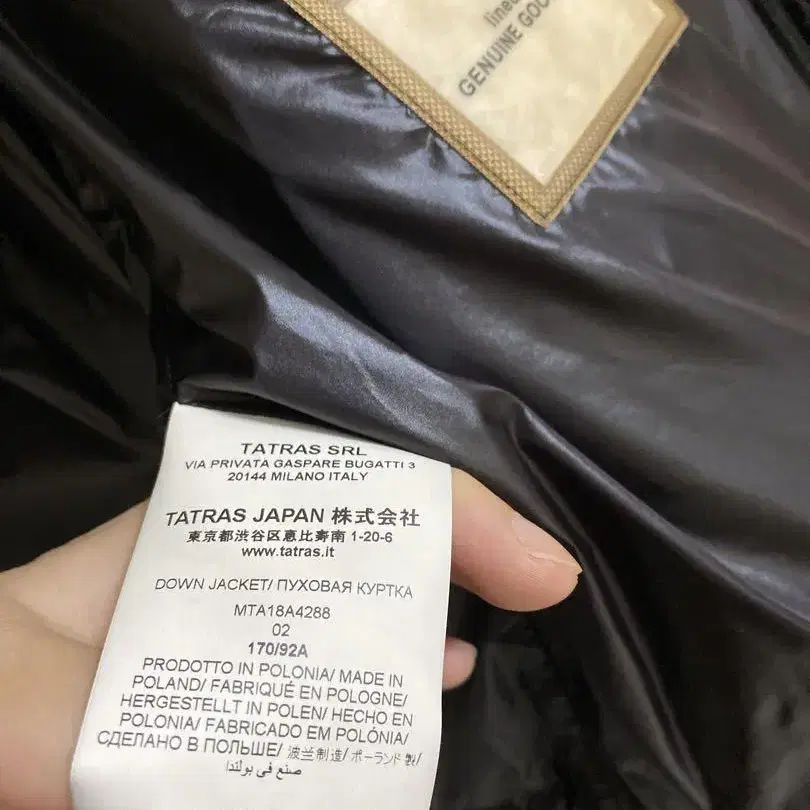 GENUINE
TATRAS SRL
VIA PRIVATA GASPARE BUGATTI 3
20144 MILANO ITALY
TATRAS JAPAN 株式会社
東京都渋谷区恵比寿南 1-20-6
www.tatras.it
DOWN JACKET/ ПУХОВАЯ КУРТКА
MTA18A4288
02
170/92A
PRODOTTO IN POLONIA/ MADE IN
POLAND/ FABRIQUÉ EN POLOGNE/
HERGESTELLT IN POLEN/ HECHO EN
POLONIA/ FABRICADO EM POLÓNIA/
СДЕЛАНО В ПОЛЬШЕ/ 波兰制造/ ポーランド製/
صنع في بولندا